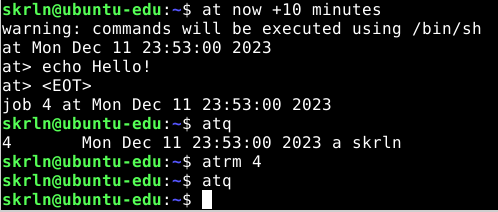 skrln@ubuntu-edu:~$ at now +10 minutes
warning: commands will be executed using /bin/sh
at Mon Dec 11 23:53:00 2023
at> echo Hello!
at> <EOT>
job 4 at Mon Dec 11 23:53:00 2023
skrln@ubuntu-edu:~$ atq
4       Mon Dec 11 23:53:00 2023 a skrln
skrln@ubuntu-edu:~$ atrm 4
skrln@ubuntu-edu:~$ atq
skrln@ubuntu-edu:~$